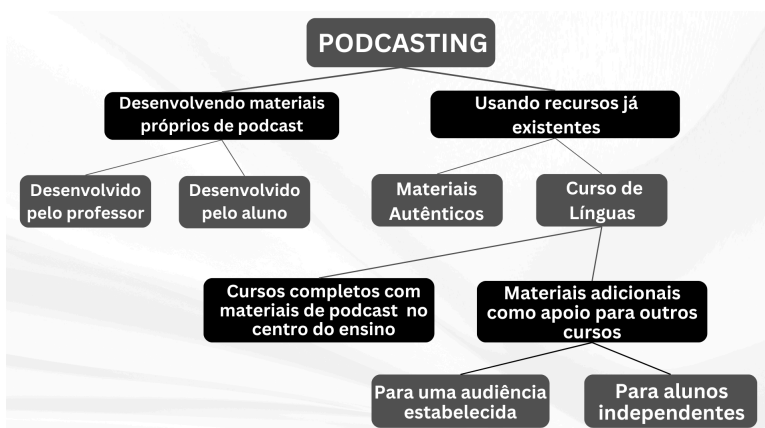 PODCASTING
Desenvolvendo materiais
próprios de podcast
Usando recursos já
existentes
Desenvolvido
pelo professor
Desenvolvido
pelo aluno
Materiais
Autênticos
Curso de
Línguas
Cursos completos com
materiais de podcast no
centro do ensino
Materiais adicionais
como apoio para outros
cursos
Para uma audiência
estabelecida
Para alunos
independentes